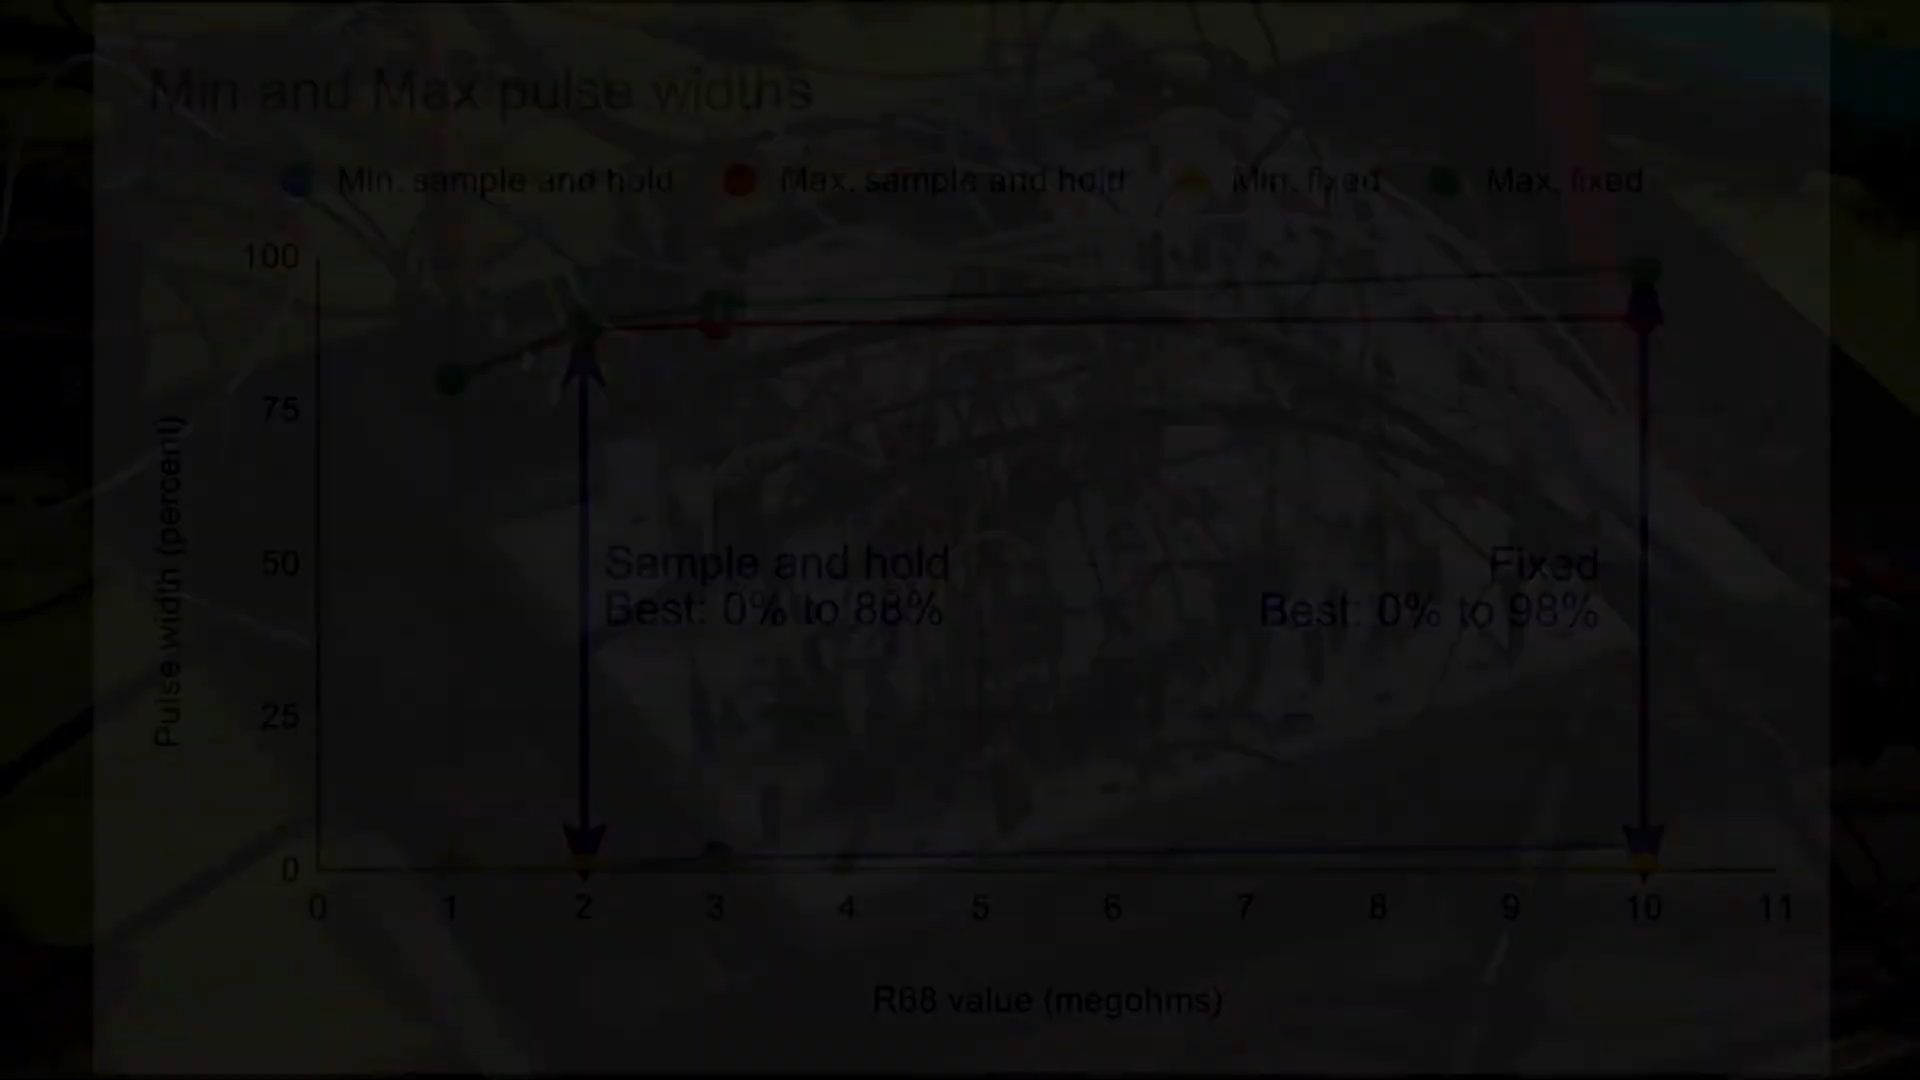 Min and Max pulse widths
Min. sample and hold
Max. sample and hold
Min. fixed
Max. fixed
100
75
50
25
0
Pulse width (percent)
Sample and hold
Best: 0% to 88%
Fixed
Best: 0% to 98%
0 1 2 3 4 5 6 7 8 9 10 11
R68 value (megohms)